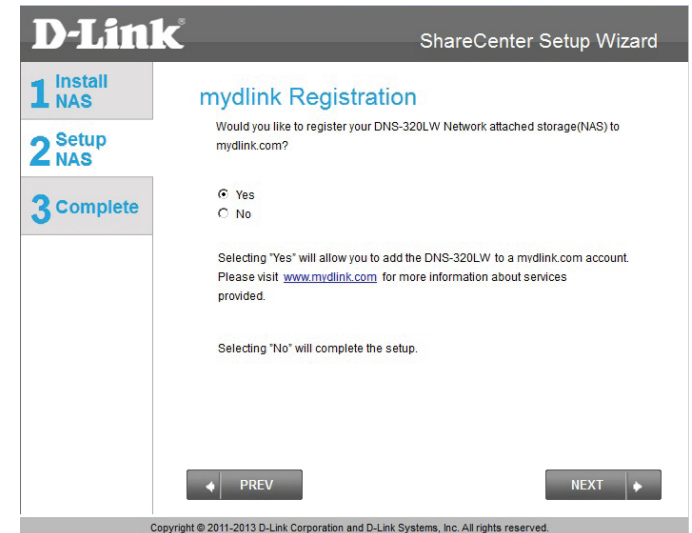 D-Link®
ShareCenter Setup Wizard
1 Install
NAS
2 Setup
NAS
3 Complete
mydlink Registration
Would you like to register your DNS-320LW Network attached storage(NAS) to
mydlink.com?
Yes
No
Selecting "Yes" will allow you to add the DNS-320LW to a mydlink.com account.
Please visit www.mydlink.com for more information about services
provided.
Selecting "No" will complete the setup.
PREV
NEXT
Copyright © 2011-2013 D-Link Corporation and D-Link Systems, Inc. All rights reserved.